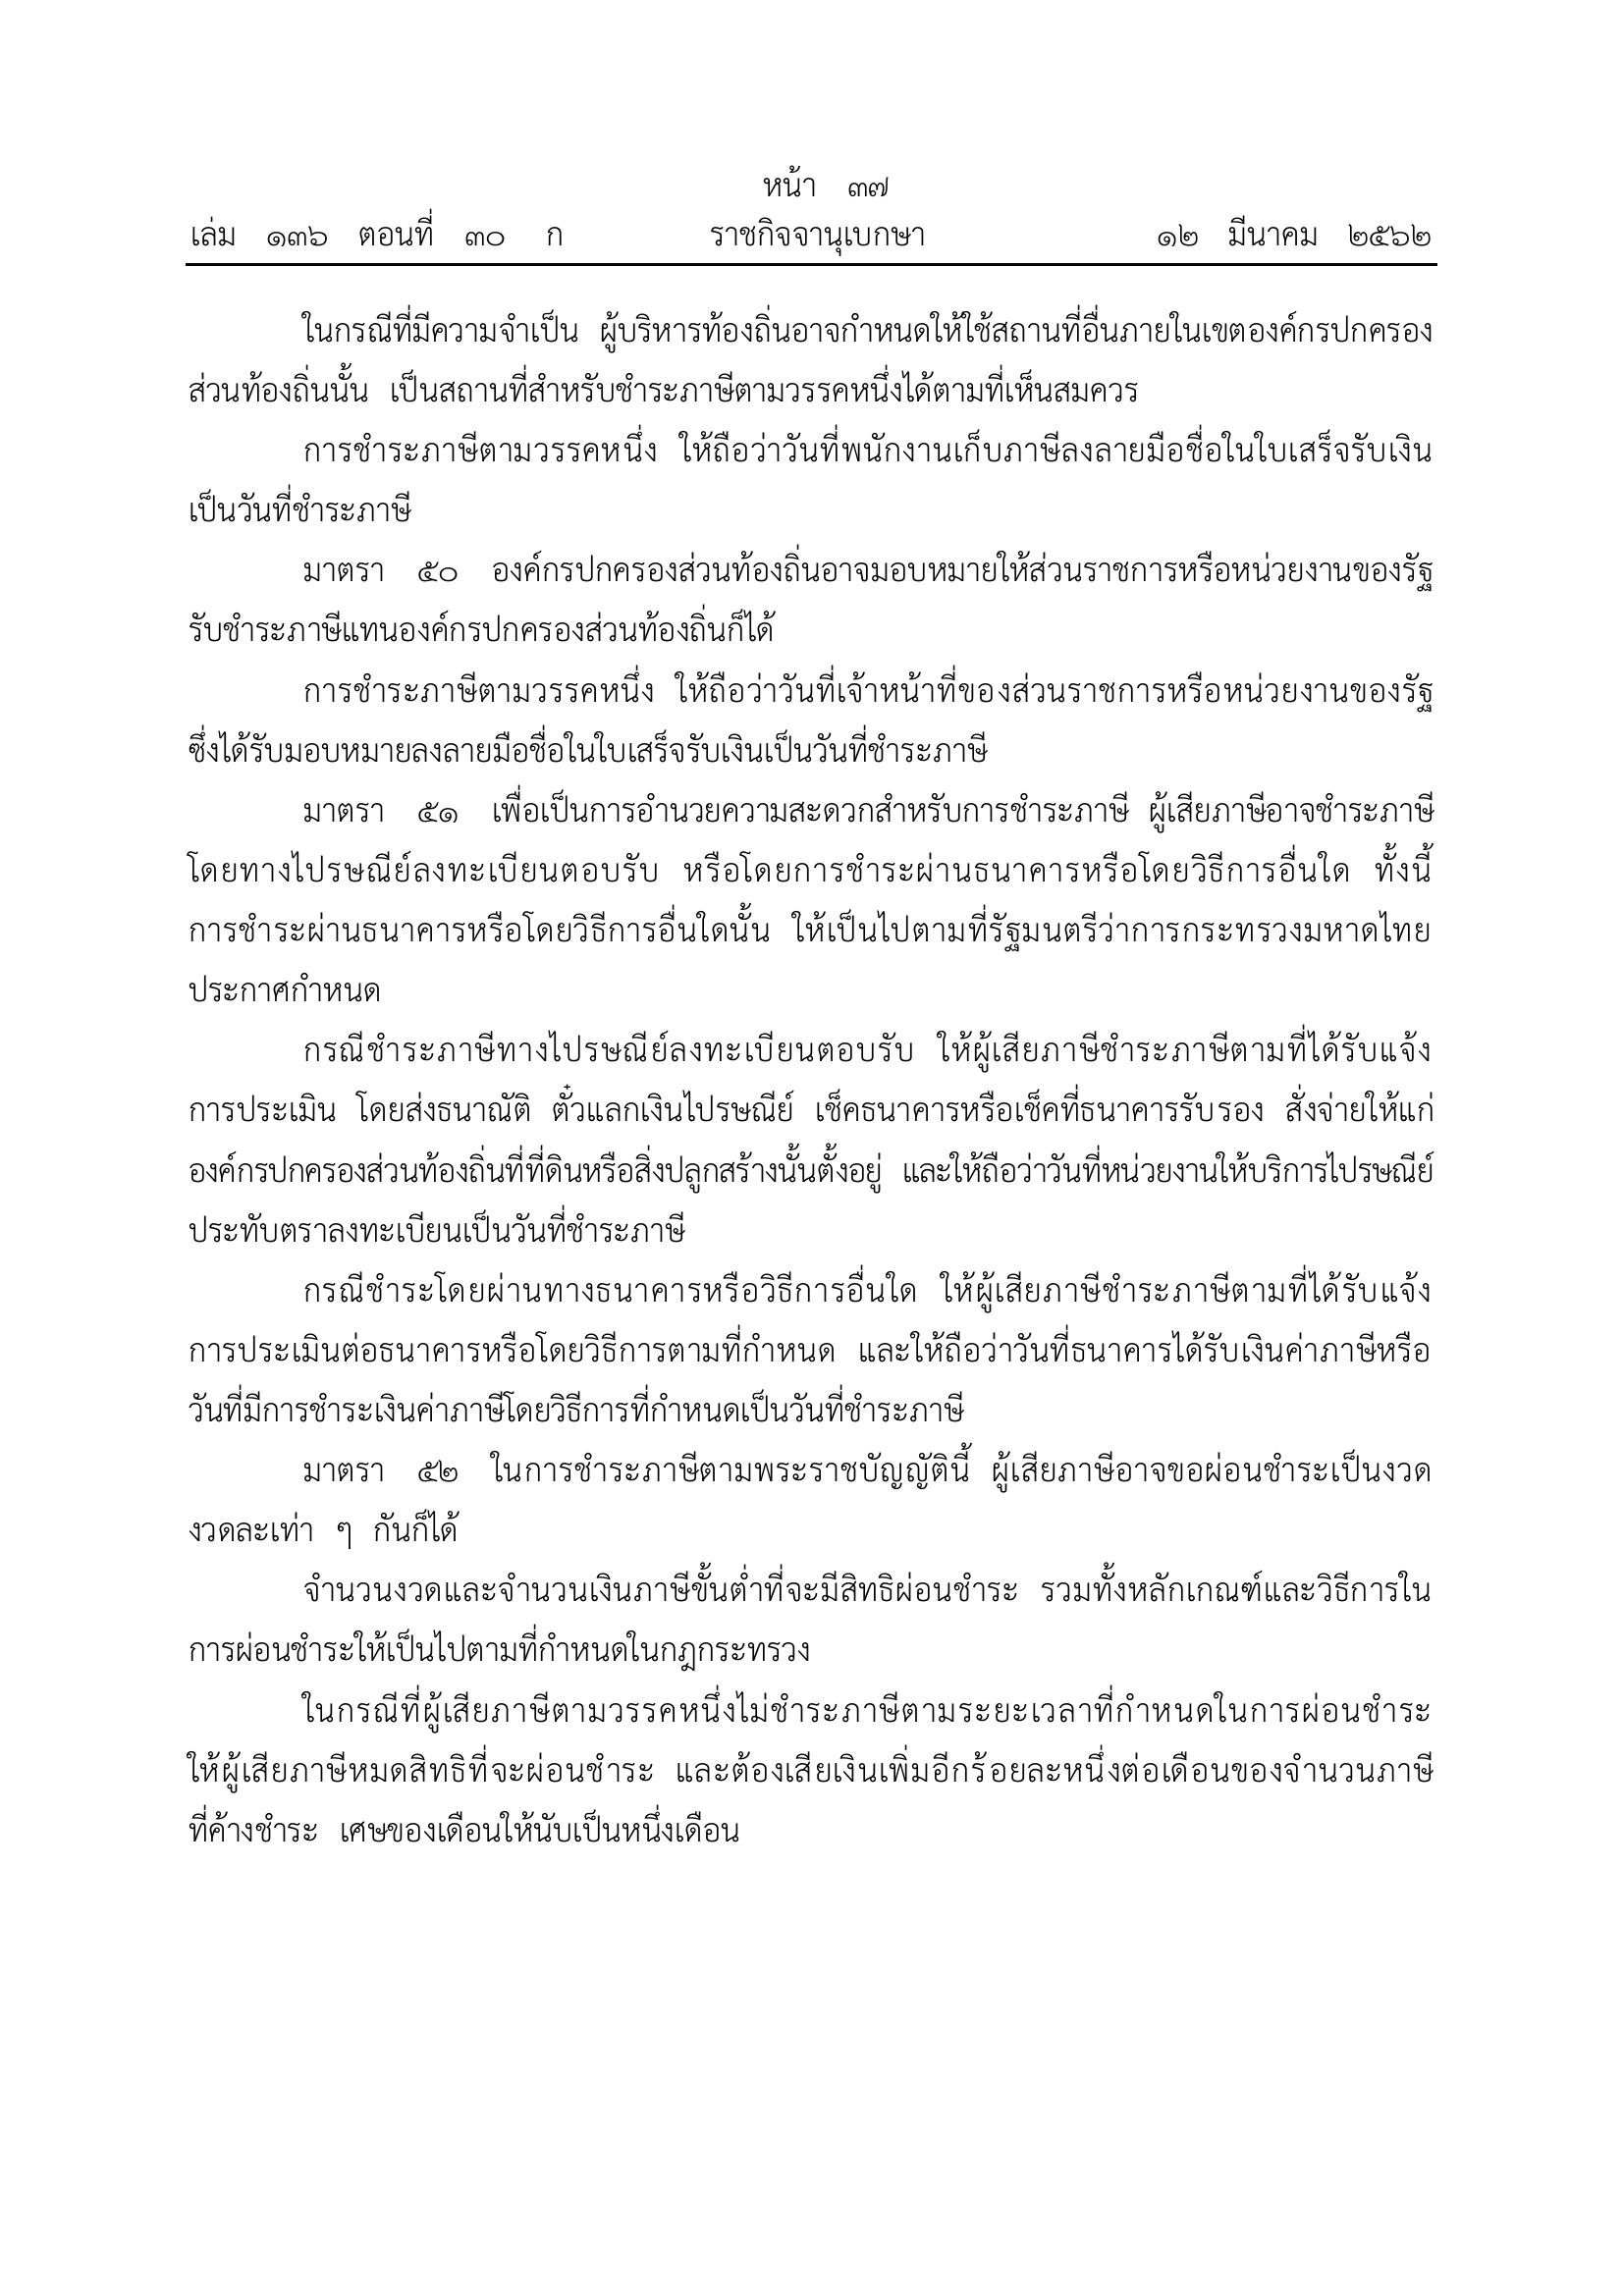 หน้า ๓๗
เล่ม ๑๓๖ ตอนที่ ๓๐ ก ราชกิจจานุเบกษา ๑๒ มีนาคม ๒๕๖๒
ในกรณีที่มีความจำเป็น ผู้บริหารท้องถิ่นอาจกำหนดให้ใช้สถานที่อื่นภายในเขตองค์กรปกครอง
ส่วนท้องถิ่นนั้น เป็นสถานที่สำหรับชำระภาษีตามวรรคหนึ่งได้ตามที่เห็นสมควร
การชำระภาษีตามวรรคหนึ่ง ให้ถือว่าวันที่พนักงานเก็บภาษีลงลายมือชื่อในใบเสร็จรับเงิน
เป็นวันที่ชำระภาษี
มาตรา ๕๐ องค์กรปกครองส่วนท้องถิ่นอาจมอบหมายให้ส่วนราชการหรือหน่วยงานของรัฐ
รับชำระภาษีแทนองค์กรปกครองส่วนท้องถิ่นก็ได้
การชำระภาษีตามวรรคหนึ่ง ให้ถือว่าวันที่เจ้าหน้าที่ของส่วนราชการหรือหน่วยงานของรัฐ
ซึ่งได้รับมอบหมายลงลายมือชื่อในใบเสร็จรับเงินเป็นวันที่ชำระภาษี
มาตรา ๕๑ เพื่อเป็นการอำนวยความสะดวกสำหรับการชำระภาษี ผู้เสียภาษีอาจชำระภาษี
โดยทางไปรษณีย์ลงทะเบียนตอบรับ หรือโดยการชำระผ่านธนาคารหรือโดยวิธีการอื่นใด ทั้งนี้
การชำระผ่านธนาคารหรือโดยวิธีการอื่นใดนั้น ให้เป็นไปตามที่รัฐมนตรีว่าการกระทรวงมหาดไทย
ประกาศกำหนด
กรณีชำระภาษีทางไปรษณีย์ลงทะเบียนตอบรับ ให้ผู้เสียภาษีชำระภาษีตามที่ได้รับแจ้ง
การประเมิน โดยส่งธนาณัติ ตั๋วแลกเงินไปรษณีย์ เช็คธนาคารหรือเช็คที่ธนาคารรับรอง สั่งจ่ายให้แก่
องค์กรปกครองส่วนท้องถิ่นที่ที่ดินหรือสิ่งปลูกสร้างนั้นตั้งอยู่ และให้ถือว่าวันที่หน่วยงานให้บริการไปรษณีย์
ประทับตราลงทะเบียนเป็นวันที่ชำระภาษี
กรณีชำระโดยผ่านทางธนาคารหรือวิธีการอื่นใด ให้ผู้เสียภาษีชำระภาษีตามที่ได้รับแจ้ง
การประเมินต่อธนาคารหรือโดยวิธีการตามที่กำหนด และให้ถือว่าวันที่ธนาคารได้รับเงินค่าภาษีหรือ
วันที่มีการชำระเงินค่าภาษีโดยวิธีการที่กำหนดเป็นวันที่ชำระภาษี
มาตรา ๕๒ ในการชำระภาษีตามพระราชบัญญัตินี้ ผู้เสียภาษีอาจขอผ่อนชำระเป็นงวด
งวดละเท่า ๆ กันก็ได้
จำนวนงวดและจำนวนเงินภาษีขั้นต่ำที่จะมีสิทธิผ่อนชำระ รวมทั้งหลักเกณฑ์และวิธีการใน
การผ่อนชำระให้เป็นไปตามที่กำหนดในกฎกระทรวง
ในกรณีที่ผู้เสียภาษีตามวรรคหนึ่งไม่ชำระภาษีตามระยะเวลาที่กำหนดในการผ่อนชำระ
ให้ผู้เสียภาษีหมดสิทธิที่จะผ่อนชำระ และต้องเสียเงินเพิ่มอีกร้อยละหนึ่งต่อเดือนของจำนวนภาษี
ที่ค้างชำระ เศษของเดือนให้นับเป็นหนึ่งเดือน